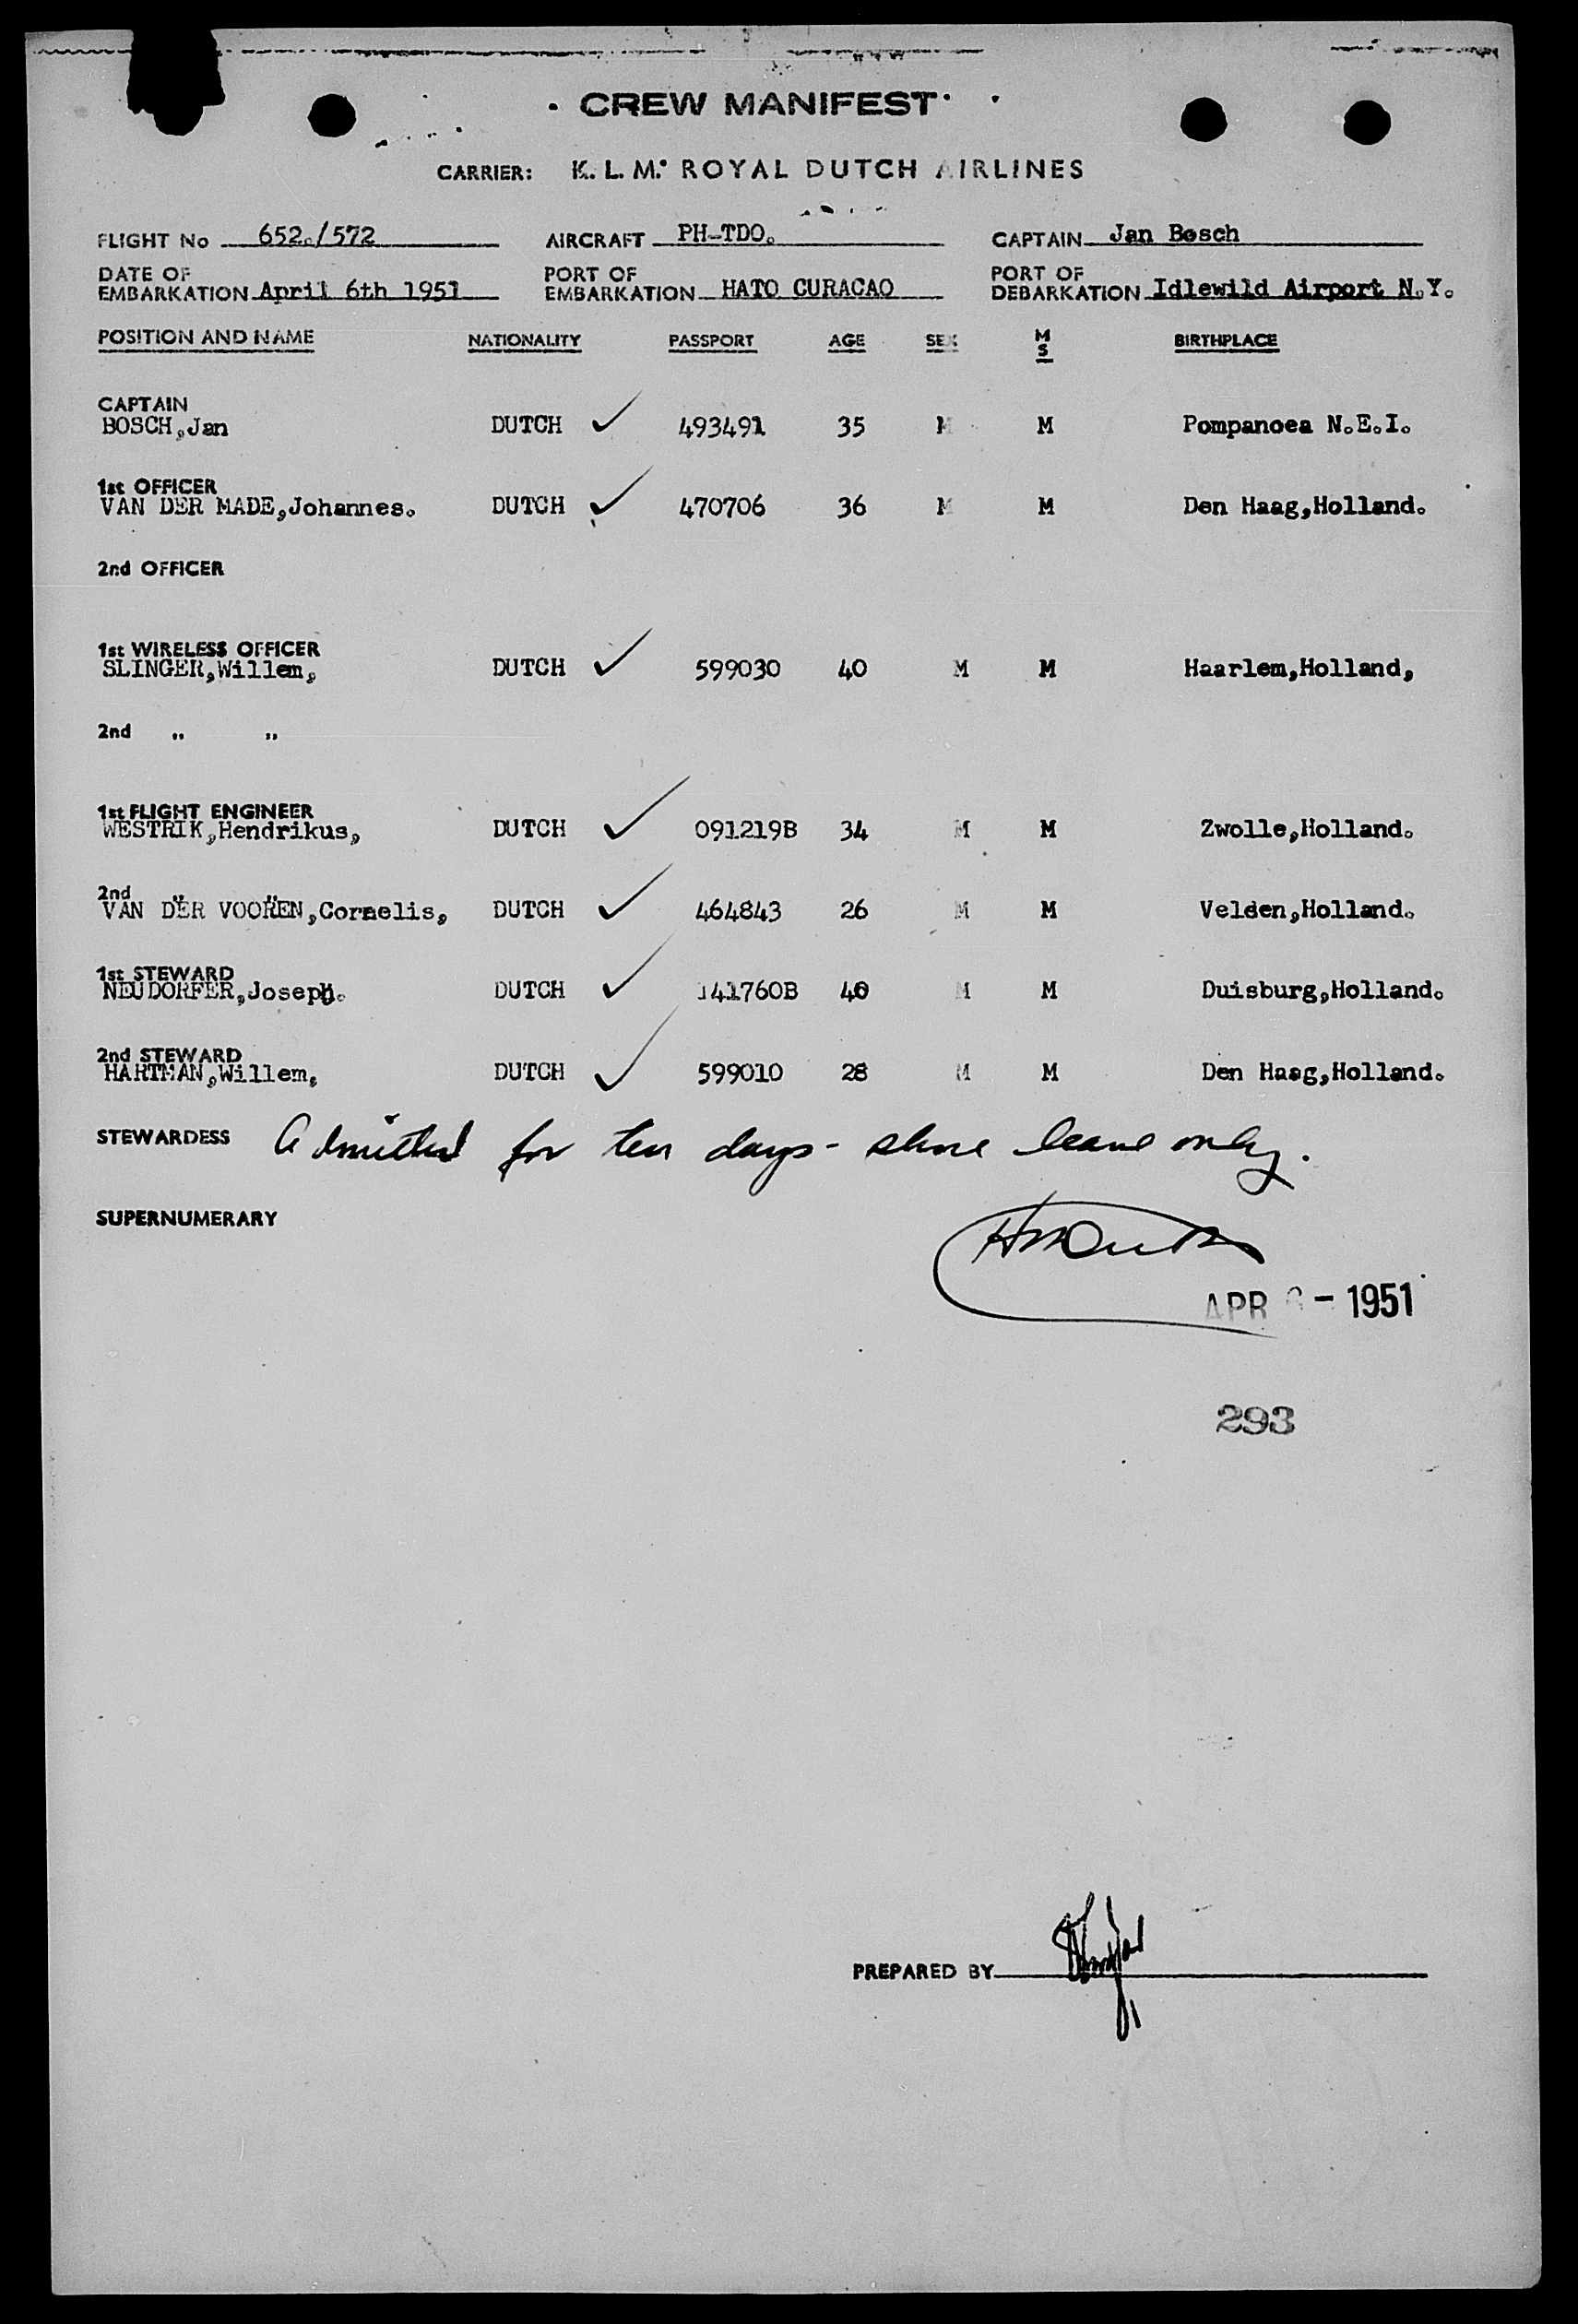 CREW MANIFEST
CARRIER: K. L. M. ROYAL DUTCH AIRLINES
FLIGHT No 652./572 AIRCRAFT PH-TDO. CAPTAIN Jan Bosch
DATE OF EMBARKATION April 6th 1951 PORT OF EMBARKATION HATO CURACAO PORT OF DEBARKATION Idlewild Airport N.Y.
POSITION AND NAME NATIONALITY PASSPORT AGE SEX M S BIRTHPLACE
CAPTAIN
BOSCH,Jan DUTCH ✓ 493491 35 M M Pompanoea N.E.I.
1st OFFICER
VAN DER MADE,Johannes. DUTCH ✓ 470706 36 M M Den Haag,Holland.
2nd OFFICER
1st WIRELESS OFFICER
SLINGER,Willem, DUTCH ✓ 599030 40 M M Haarlem,Holland,
2nd " "
1st FLIGHT ENGINEER
WESTRIK,Hendrikus, DUTCH ✓ 091219B 34 M M Zwolle,Holland.
2nd " "
VAN DER VOOREN,Cornelis, DUTCH ✓ 464843 26 M M Velsen,Holland.
1st STEWARD
NEUDORFER,Joseph. DUTCH ✓ 141760B 40 M M Duisburg,Holland.
2nd STEWARD
HARTMAN,Willem, DUTCH ✓ 599010 28 M M Den Haag,Holland.
STEWARDESS Admitted for ten days - shore leave only.
SUPERNUMERARY
APR 6 - 1951
293
PREPARED BY